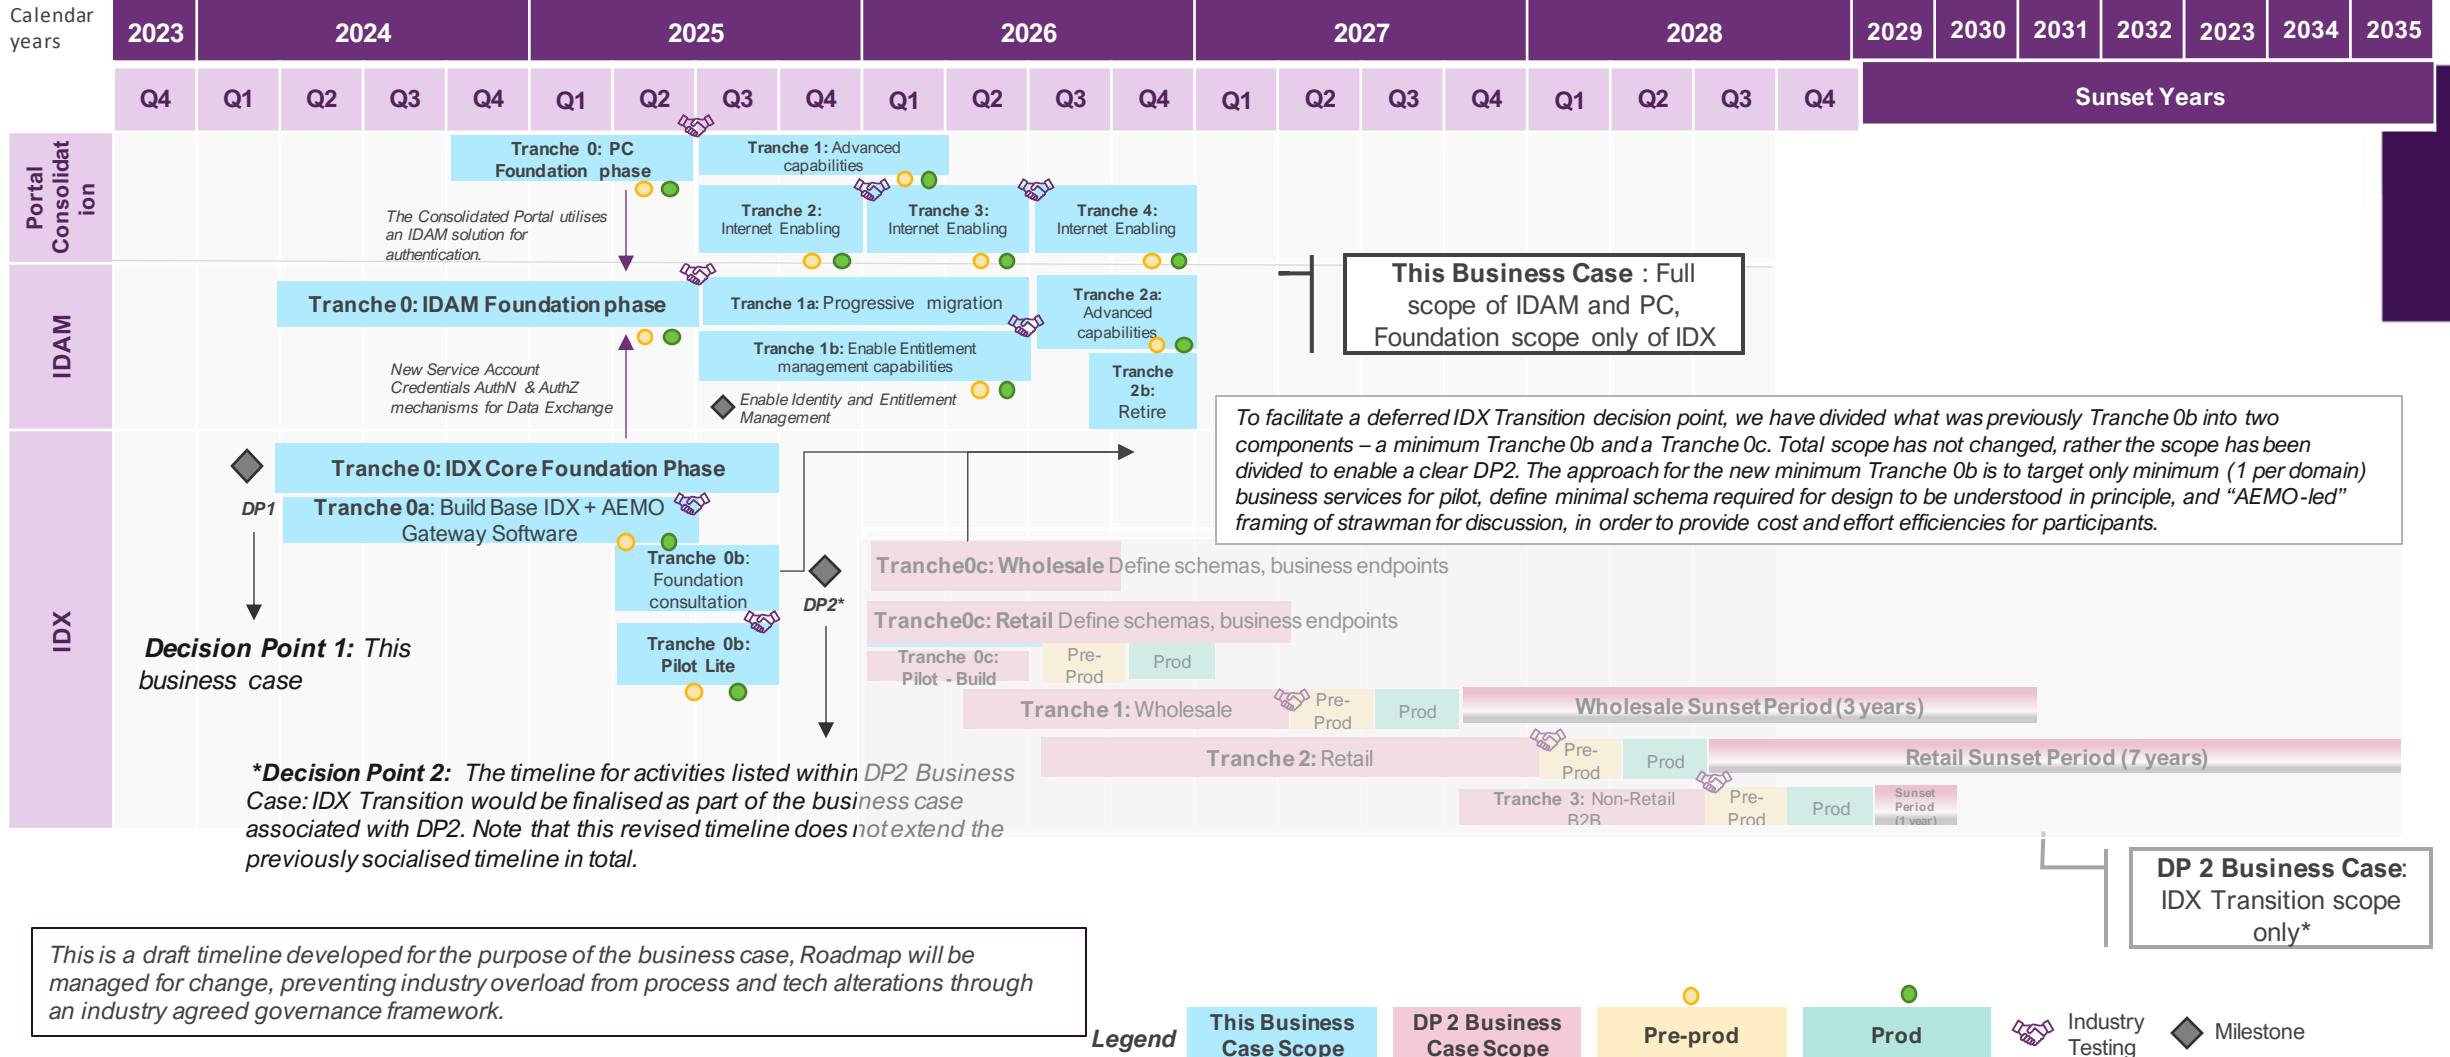 Calendar
years
2023
2024
2025
2026
2027
2028
2029
2030
2031
2032
2023
2034
2035
Q4
Q1
Q2
Q3
Q4
Q1
Q2
Q3
Q4
Q1
Q2
Q3
Q4
Q1
Q2
Q3
Q4
Q1
Q2
Q3
Q4
Sunset Years
Portal
Consolidat
ion
Tranche 0: PC
Foundation phase
Tranche 1: Advanced
capabilities
Tranche 2:
Internet Enabling
Tranche 3:
Internet Enabling
Tranche 4:
Internet Enabling
The Consolidated Portal utilises
an IDAM solution for
authentication.
This Business Case : Full
scope of IDAM and PC,
Foundation scope only of IDX
IDAM
Tranche 0: IDAM Foundation phase
Tranche 1a: Progressive migration
Tranche 2a:
Advanced
capabilities
Tranche 1b: Enable Entitlement
management capabilities
Tranche
2b:
Retire
New Service Account
Credentials AuthN & AuthZ
mechanisms for Data Exchange
Enable Identity and Entitlement
Management
To facilitate a deferred IDX Transition decision point, we have divided what was previously Tranche 0b into two
components – a minimum Tranche 0b and a Tranche 0c. Total scope has not changed, rather the scope has been
divided to enable a clear DP2. The approach for the new minimum Tranche 0b is to target only minimum (1 per domain)
business services for pilot, define minimal schema required for design to be understood in principle, and “AEMO-led”
framing of strawman for discussion, in order to provide cost and effort efficiencies for participants.
IDX
DP1
Tranche 0: IDX Core Foundation Phase
Tranche 0a: Build Base IDX + AEMO
Gateway Software
Tranche 0b:
Foundation
consultation
DP2*
Tranche 0b:
Pilot Lite
Tranche0c: Wholesale Define schemas, business endpoints
Tranche0c: Retail Define schemas, business endpoints
Tranche 0c:
Pilot - Build
Pre-
Prod
Prod
Tranche 1: Wholesale
Pre-
Prod
Prod
Wholesale Sunset Period (3 years)
Tranche 2: Retail
Pre-
Prod
Prod
Retail Sunset Period (7 years)
Tranche 3: Non-Retail
B2B
Pre-
Prod
Prod
Sunset
Period
(1 year)
Decision Point 1: This
business case
*Decision Point 2: The timeline for activities listed within DP2 Business
Case: IDX Transition would be finalised as part of the business case
associated with DP2. Note that this revised timeline does not extend the
previously socialised timeline in total.
DP 2 Business Case:
IDX Transition scope
only*
This is a draft timeline developed for the purpose of the business case, Roadmap will be
managed for change, preventing industry overload from process and tech alterations through
an industry agreed governance framework.
Legend
This Business
Case Scope
DP 2 Business
Case Scope
Pre-prod
Prod
Industry
Testing
Milestone